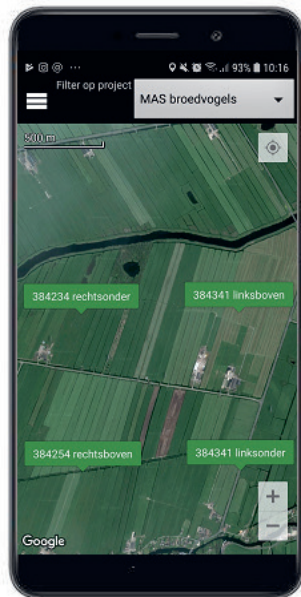 93% 10:16
Filter op project
MAS broedvogels
500 m
384234 rechtsonder
384341 linksboven
384254 rechtsboven
384341 linksonder
+
−
Google